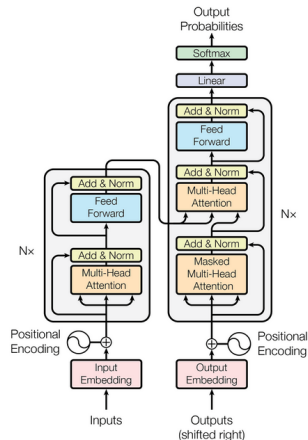 Output
Probabilities
Softmax
Linear
Add & Norm
Feed
Forward
Add & Norm
Multi-Head
Attention
Add & Norm
Masked
Multi-Head
Attention
N×
Add & Norm
Feed
Forward
Add & Norm
Multi-Head
Attention
N×
Positional
Encoding
Positional
Encoding
Input
Embedding
Output
Embedding
Inputs
Outputs
(shifted right)